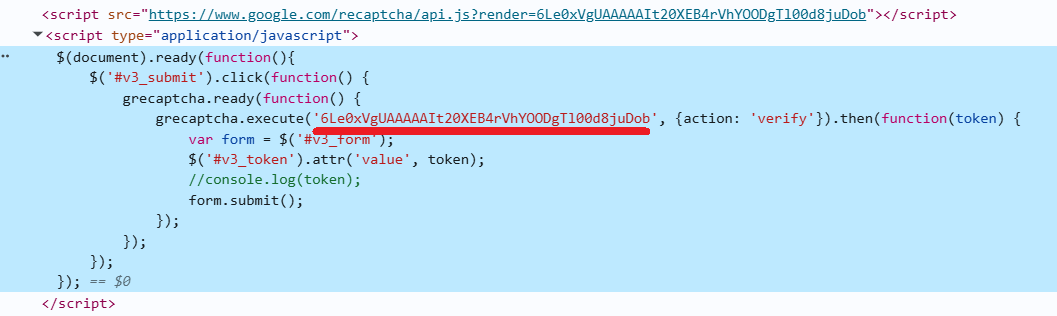 <script src="https://www.google.com/recaptcha/api.js?render=6Le0xVgUAAAAAIt20XEB4rVhYOODgTl00d8juDob"></script>
<script type="application/javascript">
$(document).ready(function(){
$('#v3_submit').click(function() {
grecaptcha.ready(function() {
grecaptcha.execute('6Le0xVgUAAAAAIt20XEB4rVhYOODgTl00d8juDob', {action: 'verify'}).then(function(token) {
var form = $('#v3_form');
$('#v3_token').attr('value', token);
//console.log(token);
form.submit();
});
});
});
}); == $0
</script>